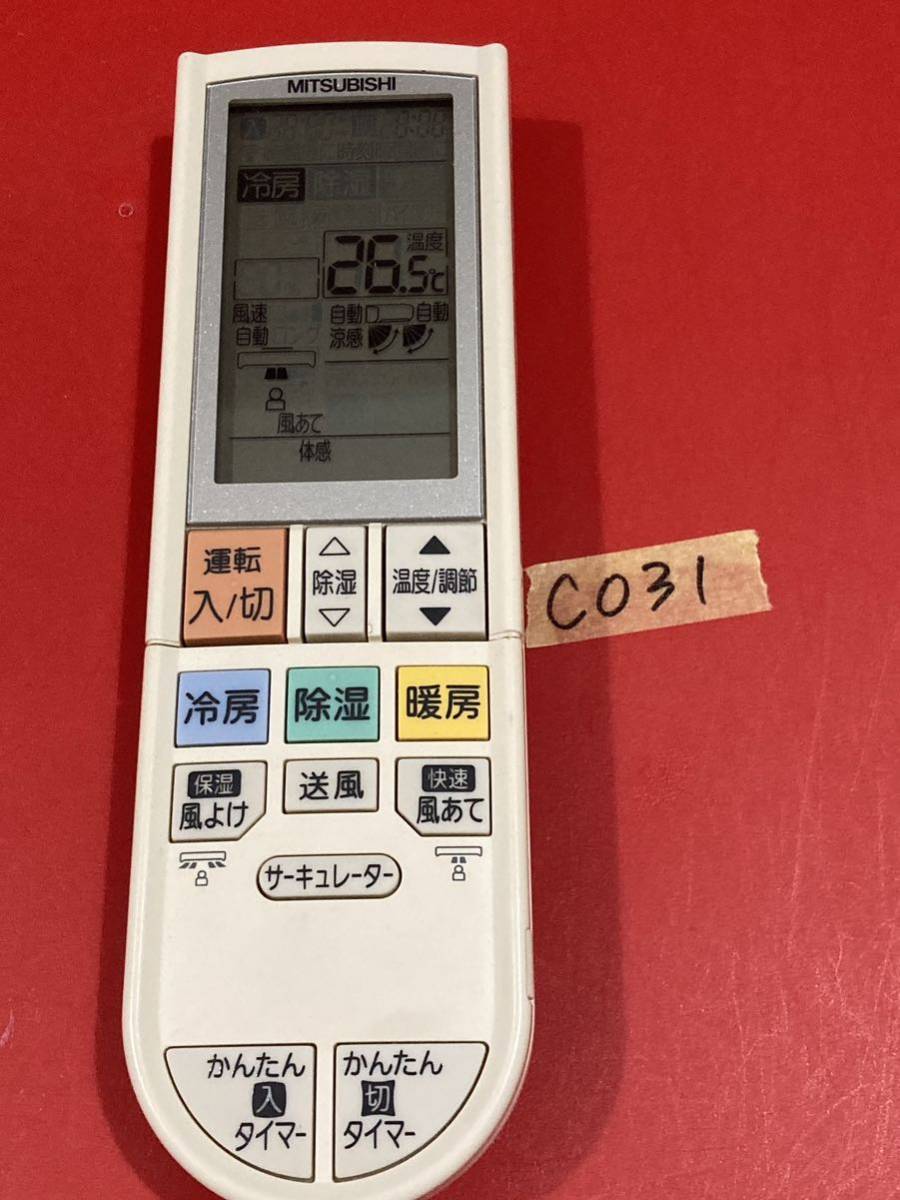 MITSUBISHI
冷房 除湿
温度
26.5℃
風速 自動 自動
自動 涼感
風あて
体感
運転 入/切
△ 除湿 ▽
▲ 温度/調節 ▼
C031
冷房 除湿 暖房
保湿 風よけ
送風
快速 風あて
サーキュレーター
かんたん かんたん
入 切
タイマー タイマー